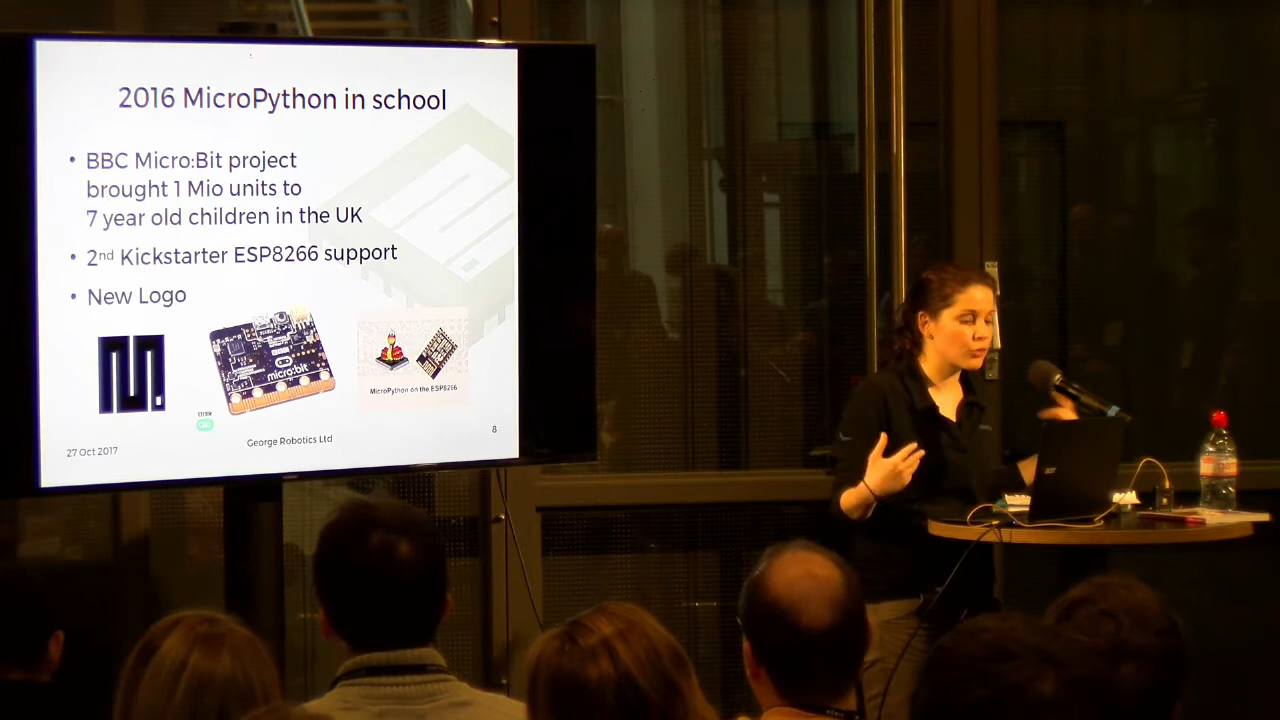 2016 MicroPython in school
• BBC Micro:Bit project
brought 1 Mio units to
7 year old children in the UK
• 2nd Kickstarter ESP8266 support
• New Logo
micro:bit
MicroPython on the ESP8266
27 Oct 2017
George Robotics Ltd
8
acer